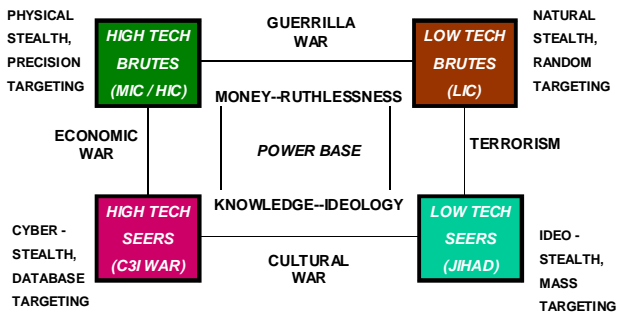 PHYSICAL
STEALTH,
PRECISION
TARGETING
HIGH TECH
BRUTES
(MIC / HIC)
GUERRILLA
WAR
LOW TECH
BRUTES
(LIC)
NATURAL
STEALTH,
RANDOM
TARGETING
MONEY--RUTHLESSNESS
ECONOMIC
WAR
POWER BASE
TERRORISM
KNOWLEDGE--IDEOLOGY
CYBER -
STEALTH,
DATABASE
TARGETING
HIGH TECH
SEERS
(C3I WAR)
CULTURAL
WAR
LOW TECH
SEERS
(JIHAD)
IDEO -
STEALTH,
MASS
TARGETING